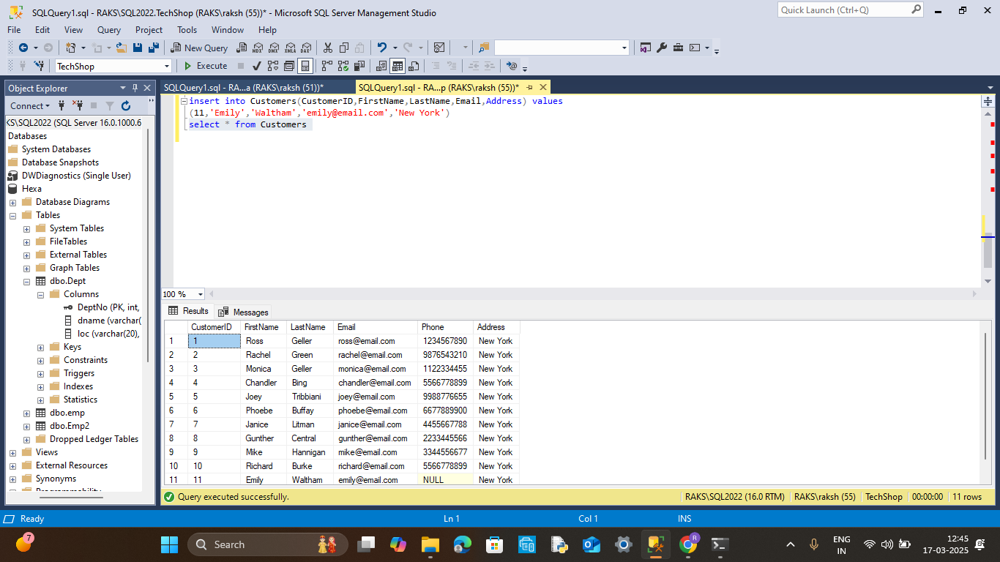 SQLQuery1.sql - RAKS\SQL2022.TechShop (RAKS\raksh (55))* - Microsoft SQL Server Management Studio
Quick Launch (Ctrl+Q)
File Edit View Query Project Tools Window Help
New Query MDX DMX XMLA DAX
TechShop Execute
Object Explorer
Connect
KS\SQL2022 (SQL Server 16.0.1000.6
Databases
System Databases
Database Snapshots
DWDiagnostics (Single User)
Hexa
Database Diagrams
Tables
System Tables
FileTables
External Tables
Graph Tables
dbo.Dept
Columns
DeptNo (PK, int,
dname (varchar(
loc (varchar(20),
Keys
Constraints
Triggers
Indexes
Statistics
dbo.emp
dbo.Emp2
Dropped Ledger Tables
Views
External Resources
Synonyms
Programmability
SQLQuery1.sql - RA...a (RAKS\raksh (51))* SQLQuery1.sql - RA...p (RAKS\raksh (55))*
insert into Customers(CustomerID,FirstName,LastName,Email,Address) values
(11,'Emily','Waltham','emily@email.com','New York')
select * from Customers
100 %
Results Messages
CustomerID FirstName LastName Email Phone Address
1 1 Ross Geller ross@email.com 1234567890 New York
2 2 Rachel Green rachel@email.com 9876543210 New York
3 3 Monica Geller monica@email.com 1122334455 New York
4 4 Chandler Bing chandler@email.com 5566778899 New York
5 5 Joey Tribbiani joey@email.com 9988776655 New York
6 6 Phoebe Buffay phoebe@email.com 6677889900 New York
7 7 Janice Litman janice@email.com 4455667788 New York
8 8 Gunther Central gunther@email.com 2233445566 New York
9 9 Mike Hannigan mike@email.com 3344556677 New York
10 10 Richard Burke richard@email.com 5566778899 New York
11 11 Emily Waltham emily@email.com NULL New York
Query executed successfully. RAKS\SQL2022 (16.0 RTM) RAKS\raksh (55) TechShop 00:00:00 11 rows
Ready Ln 1 Col 1 INS
7 Search R ENG 12:45
IN 17-03-2025